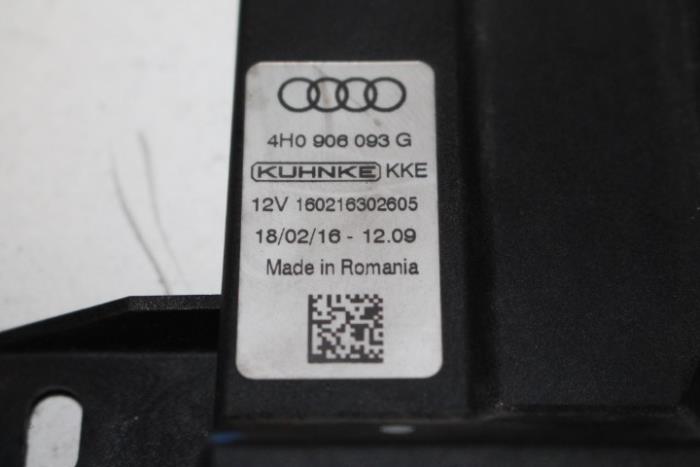 4H0 906 093 G
KUHNKE KKE
12V 160216302605
18/02/16 - 12.09
Made in Romania